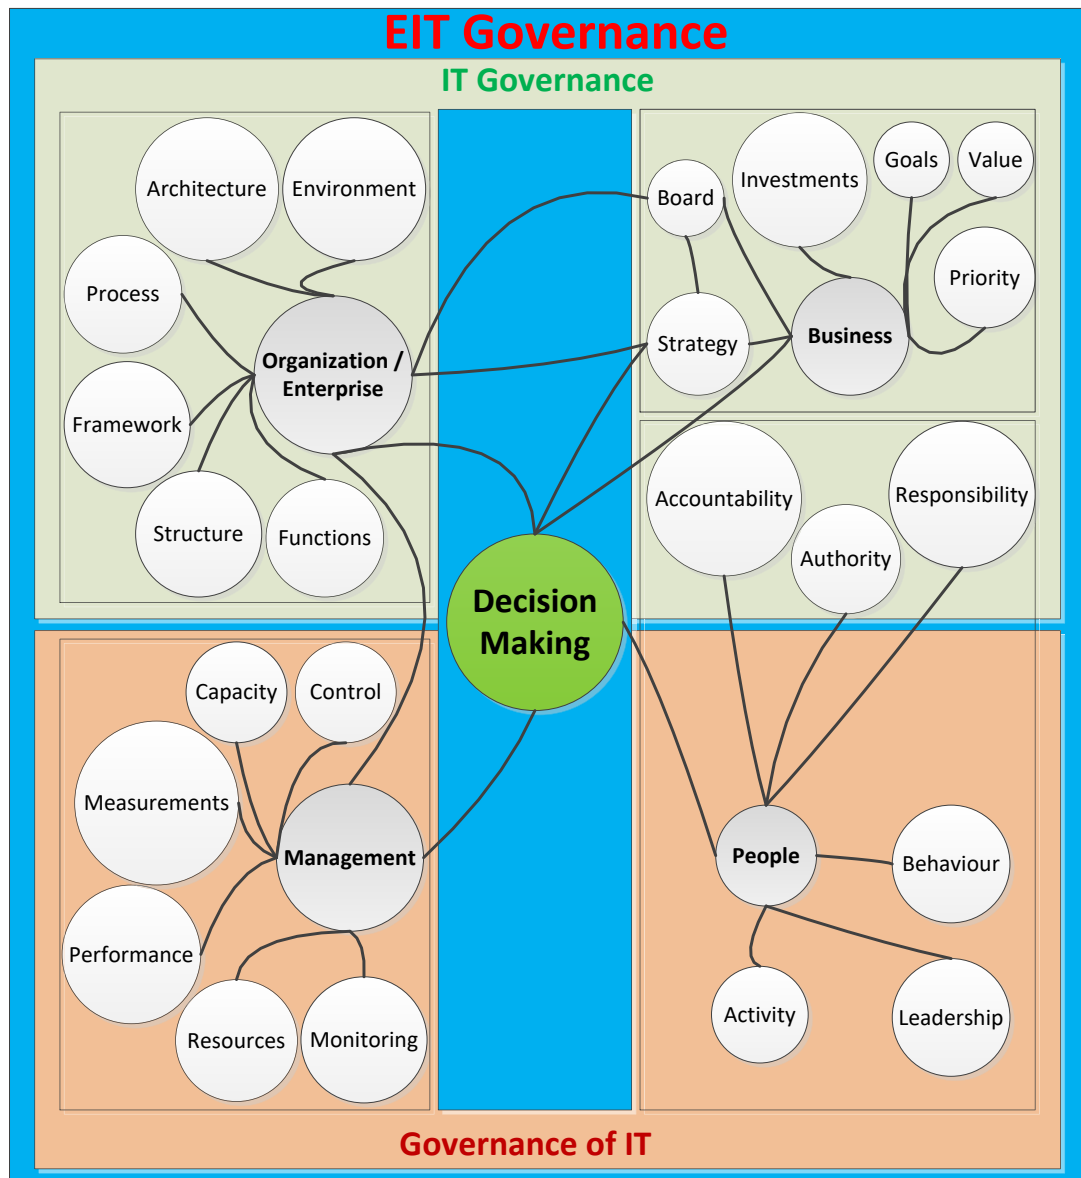 EIT Governance
IT Governance
Architecture
Environment
Process
Organization /
Enterprise
Framework
Structure
Functions
Board
Investments
Goals
Value
Priority
Strategy
Business
Accountability
Responsibility
Authority
Decision
Making
Capacity
Control
Measurements
Management
Performance
Resources
Monitoring
People
Behaviour
Activity
Leadership
Governance of IT